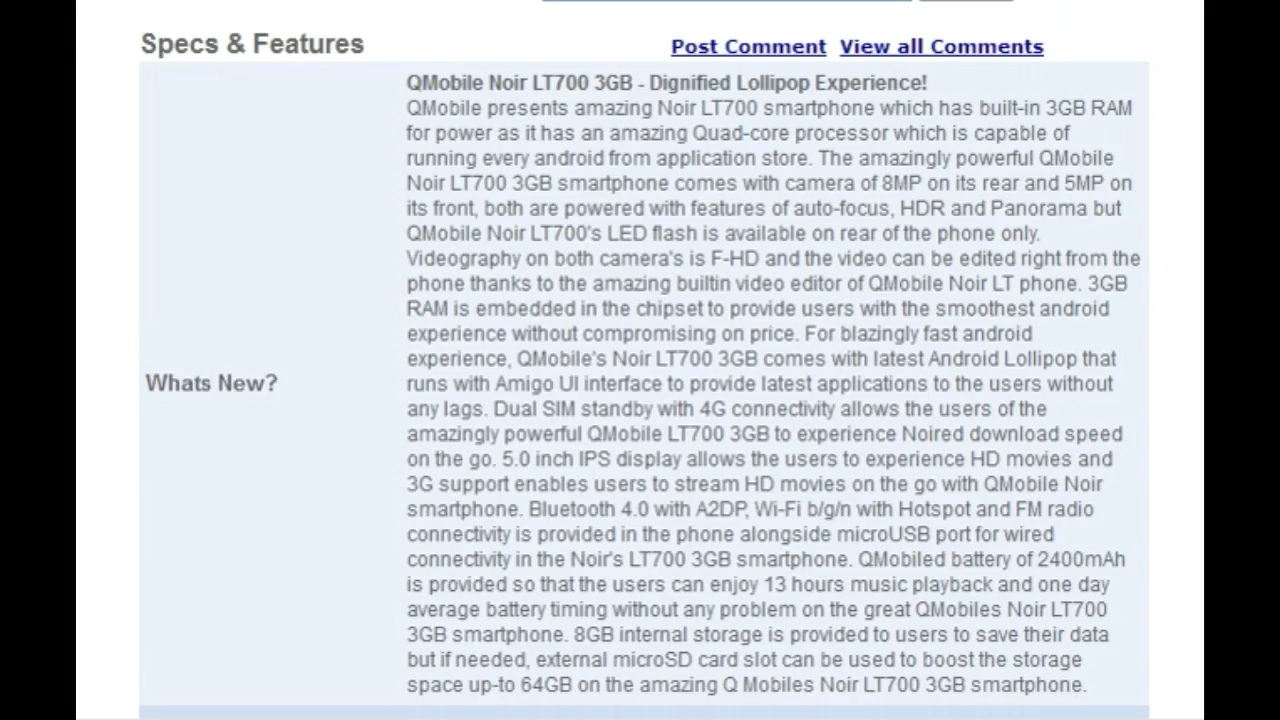 Specs & Features
Post Comment View all Comments
QMobile Noir LT700 3GB - Dignified Lollipop Experience!
QMobile presents amazing Noir LT700 smartphone which has built-in 3GB RAM
for power as it has an amazing Quad-core processor which is capable of
running every android from application store. The amazingly powerful QMobile
Noir LT700 3GB smartphone comes with camera of 8MP on its rear and 5MP on
its front, both are powered with features of auto-focus, HDR and Panorama but
QMobile Noir LT700's LED flash is available on rear of the phone only.
Videography on both camera's is F-HD and the video can be edited right from the
phone thanks to the amazing builtin video editor of QMobile Noir LT phone. 3GB
RAM is embedded in the chipset to provide users with the smoothest android
experience without compromising on price. For blazingly fast android
experience, QMobile's Noir LT700 3GB comes with latest Android Lollipop that
Whats New?
runs with Amigo UI interface to provide latest applications to the users without
any lags. Dual SIM standby with 4G connectivity allows the users of the
amazingly powerful QMobile LT700 3GB to experience Noired download speed
on the go. 5.0 inch IPS display allows the users to experience HD movies and
3G support enables users to stream HD movies on the go with QMobile Noir
smartphone. Bluetooth 4.0 with A2DP, Wi-Fi b/g/n with Hotspot and FM radio
connectivity is provided in the phone alongside microUSB port for wired
connectivity in the Noir's LT700 3GB smartphone. QMobiled battery of 2400mAh
is provided so that the users can enjoy 13 hours music playback and one day
average battery timing without any problem on the great QMobiles Noir LT700
3GB smartphone. 8GB internal storage is provided to users to save their data
but if needed, external microSD card slot can be used to boost the storage
space up-to 64GB on the amazing Q Mobiles Noir LT700 3GB smartphone.